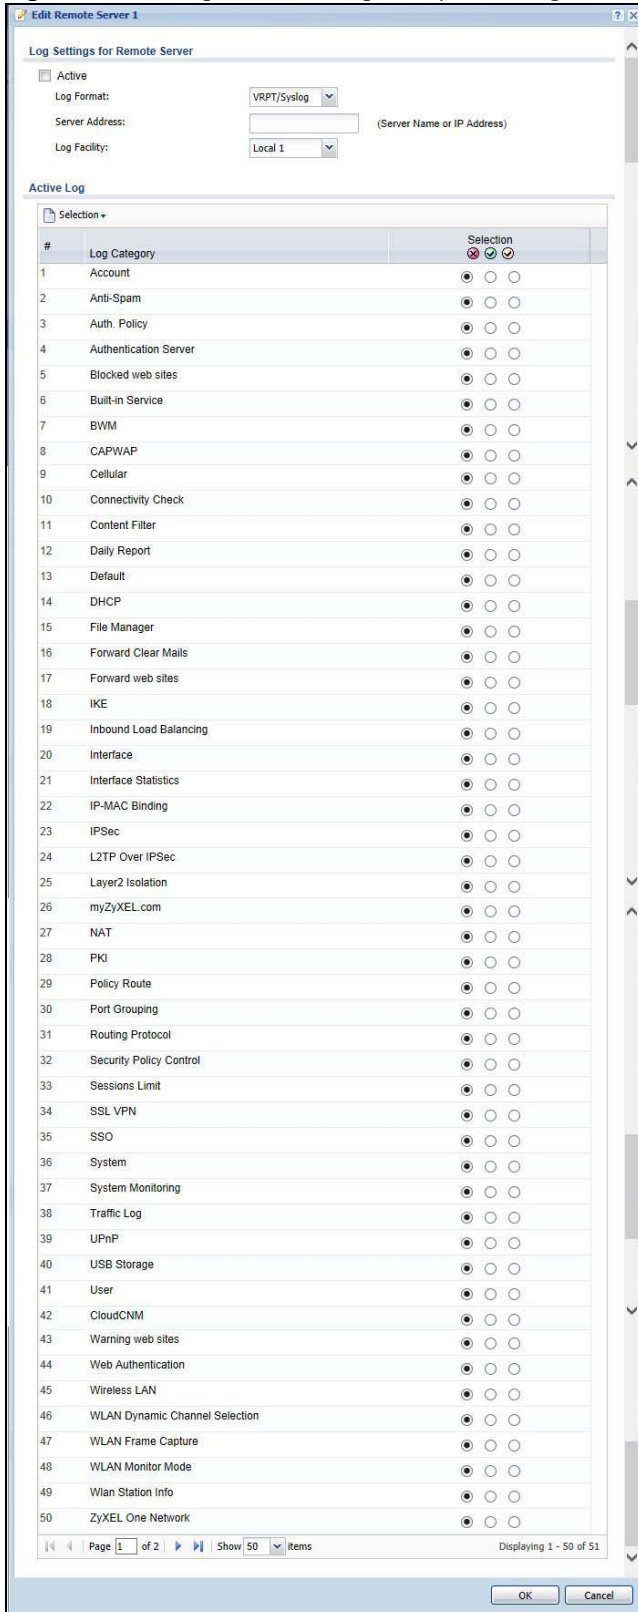 Edit Remote Server 1
Log Settings for Remote Server
Active
Log Format: VRPT/Syslog
Server Address: (Server Name or IP Address)
Log Facility: Local 1
Active Log
Selection
# Log Category Selection
1 Account
2 Anti-Spam
3 Auth. Policy
4 Authentication Server
5 Blocked web sites
6 Built-in Service
7 BWM
8 CAPWAP
9 Cellular
10 Connectivity Check
11 Content Filter
12 Daily Report
13 Default
14 DHCP
15 File Manager
16 Forward Clear Mails
17 Forward web sites
18 IKE
19 Inbound Load Balancing
20 Interface
21 Interface Statistics
22 IP-MAC Binding
23 IPSec
24 L2TP Over IPSec
25 Layer2 Isolation
26 myZyXEL.com
27 NAT
28 PKI
29 Policy Route
30 Port Grouping
31 Routing Protocol
32 Security Policy Control
33 Sessions Limit
34 SSL VPN
35 SSO
36 System
37 System Monitoring
38 Traffic Log
39 UPnP
40 USB Storage
41 User
42 CloudCNM
43 Warning web sites
44 Web Authentication
45 Wireless LAN
46 WLAN Dynamic Channel Selection
47 WLAN Frame Capture
48 WLAN Monitor Mode
49 Wlan Station Info
50 ZyXEL One Network
Page 1 of 2 Show 50 items Displaying 1 - 50 of 51
OK Cancel